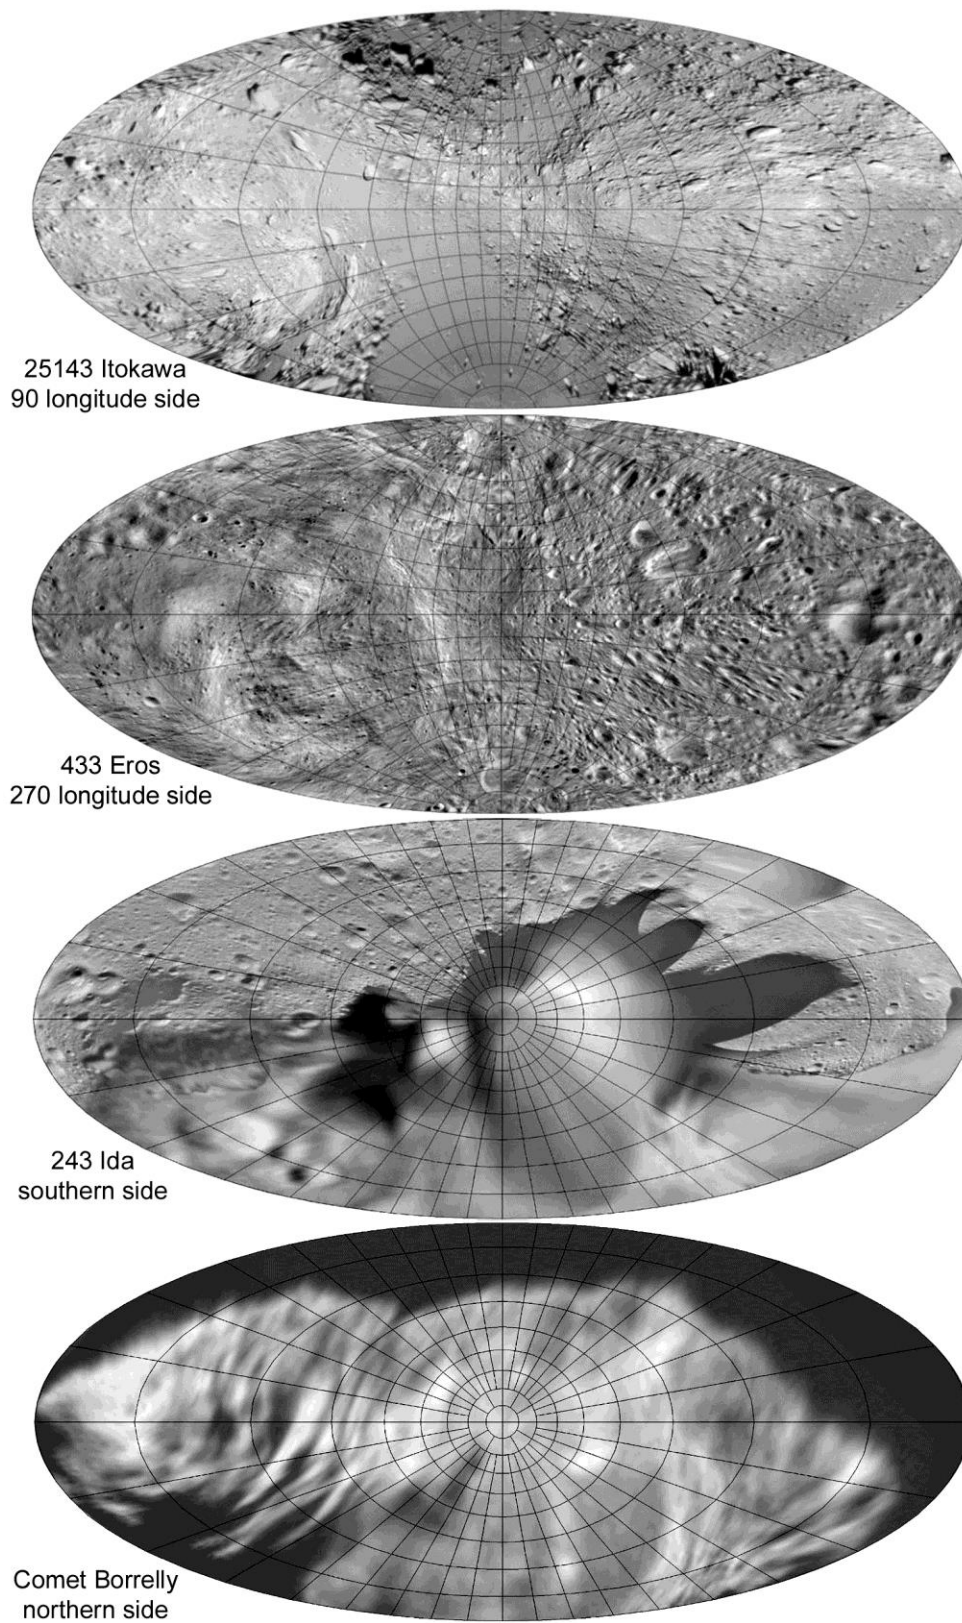 25143 Itokawa
90 longitude side
433 Eros
270 longitude side
243 Ida
southern side
Comet Borrelly
northern side